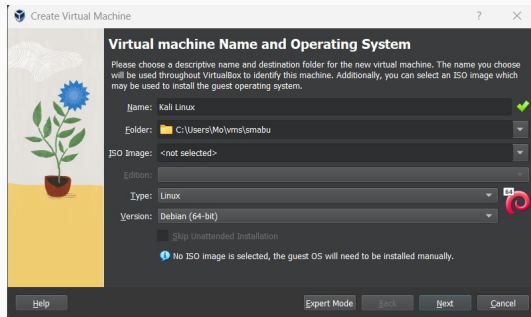 Create Virtual Machine
Virtual machine Name and Operating System
Please choose a descriptive name and destination folder for the new virtual machine. The name you choose
will be used throughout VirtualBox to identify this machine. Additionally, you can select an ISO image which
may be used to install the guest operating system.
Name: Kali Linux
Folder: C:\Users\Mo\vms\smabu
ISO Image: <not selected>
Edition:
Type: Linux
64
Version: Debian (64-bit)
Skip Unattended Installation
No ISO image is selected, the guest OS will need to be installed manually.
Help Expert Mode Back Next Cancel